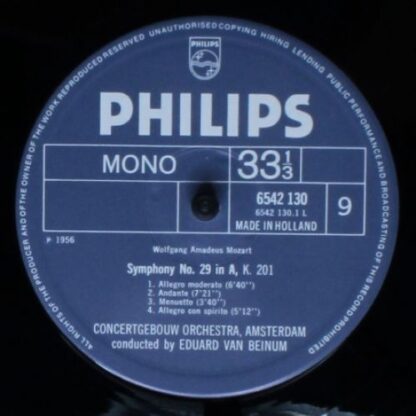 ALL RIGHTS OF THE PRODUCER AND OF THE OWNER OF THE WORK REPRODUCED RESERVED UNAUTHORISED COPYING HIRING LENDING PUBLIC PERFORMANCE AND BROADCASTING OF THIS RECORD PROHIBITED
PHILIPS
PHILIPS
MONO
33⅓
6542 130
6542 130.1 L
MADE IN HOLLAND
9
P 1956
Wolfgang Amadeus Mozart
Symphony No. 29 in A, K. 201
1. Allegro moderato (6'40")
2. Andante (7'21")
3. Menuetto (3'40")
4. Allegro con spirito (5'12")
CONCERTGEBOUW ORCHESTRA, AMSTERDAM
conducted by EDUARD VAN BEINUM